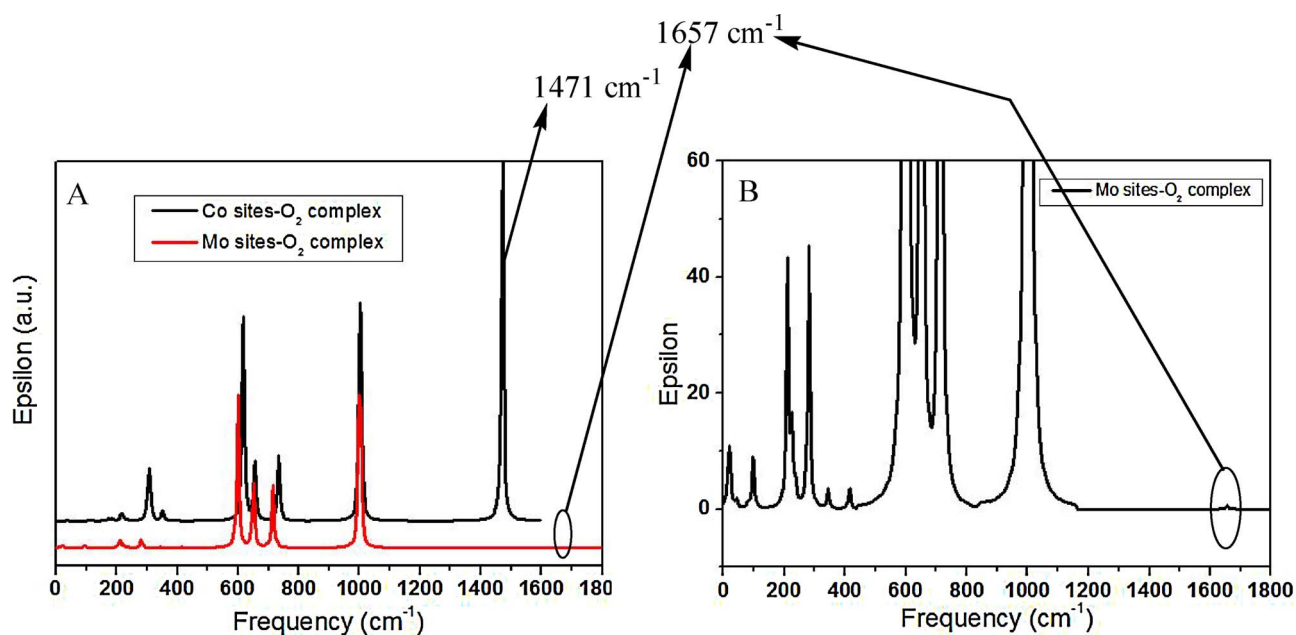 1657 cm⁻¹
1471 cm⁻¹
A
Co sites-O₂ complex
Mo sites-O₂ complex
Epsilon (a.u.)
0 200 400 600 800 1000 1200 1400 1600 1800
Frequency (cm⁻¹)
B
Mo sites-O₂ complex
60
40
20
0
Epsilon
0 200 400 600 800 1000 1200 1400 1600 1800
Frequency (cm⁻¹)